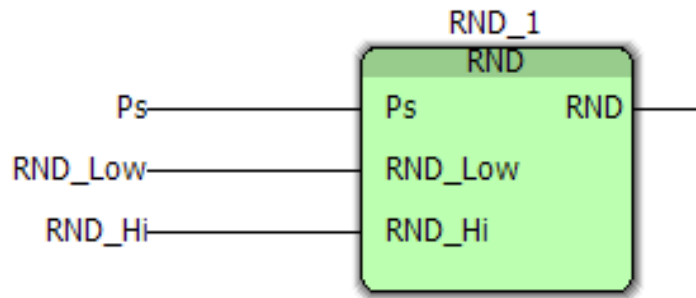 RND_1
RND
Ps Ps RND
RND_Low RND_Low
RND_Hi RND_Hi